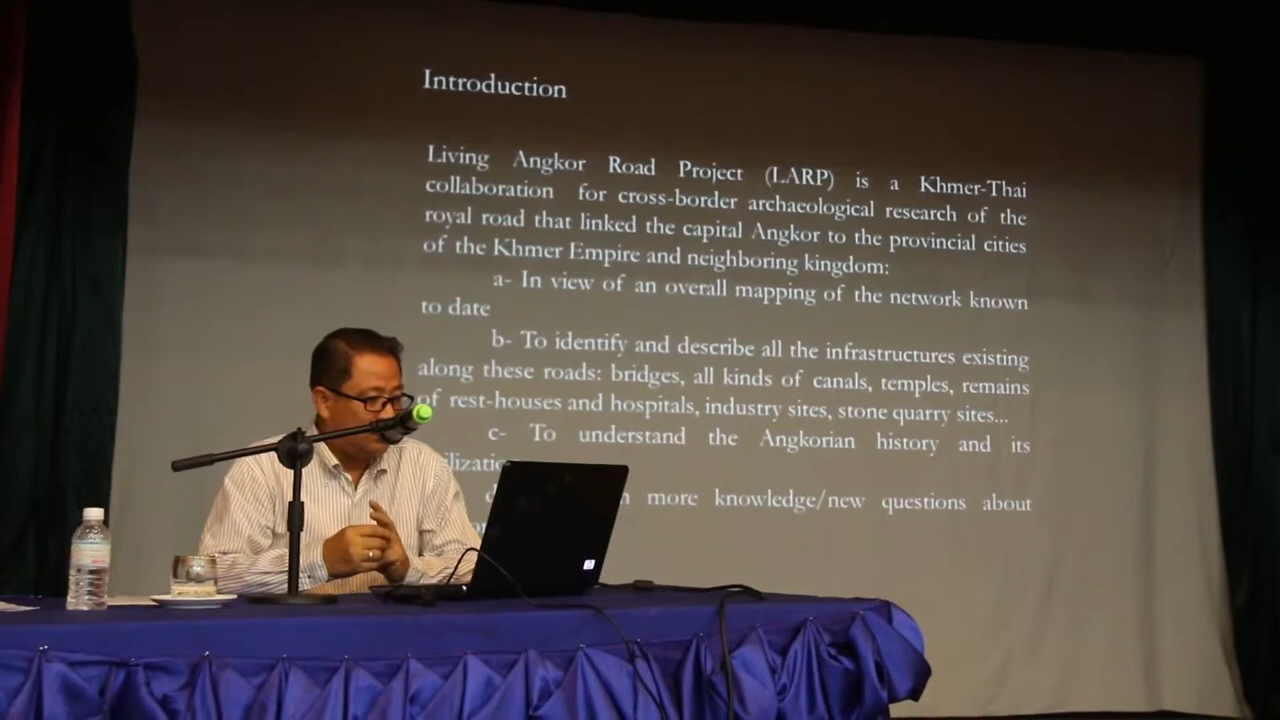 Introduction
Living Angkor Road Project (LARP) is a Khmer-Thai
collaboration for cross-border archaeological research of the
royal road that linked the capital Angkor to the provincial cities
of the Khmer Empire and neighboring kingdom:
a- In view of an overall mapping of the network known
to date
b- To identify and describe all the infrastructures existing
along these roads: bridges, all kinds of canals, temples, remains
of rest-houses and hospitals, industry sites, stone quarry sites...
c- To understand the Angkorian history and its
more knowledge/new questions about
hp